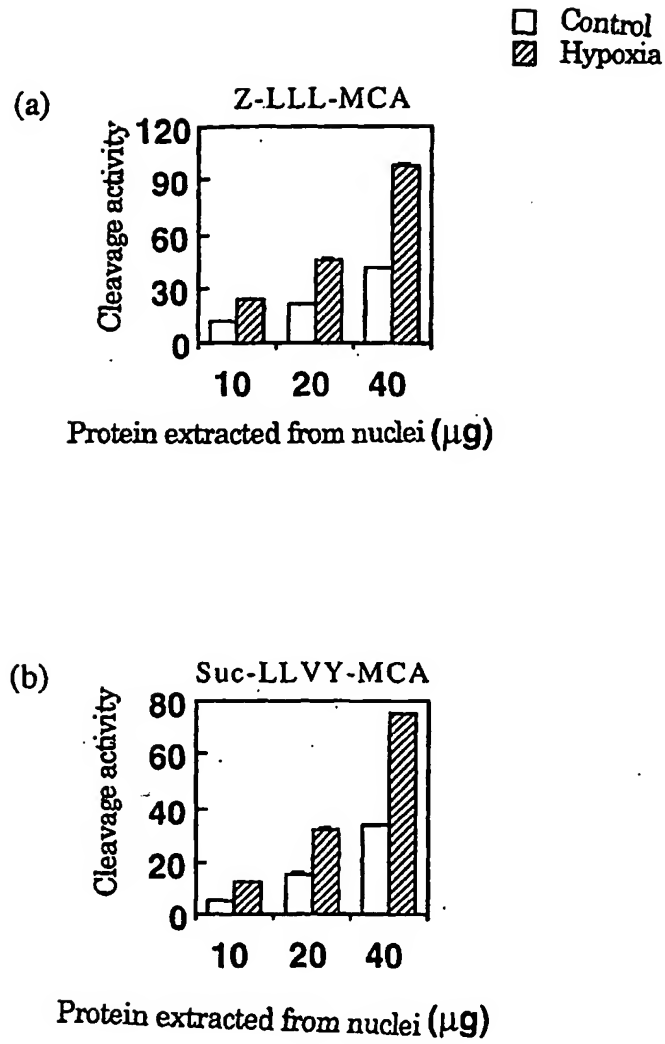 Control
Hypoxia
(a)
Z-LLL-MCA
Cleavage activity
120
90
60
30
0
10 20 40
Protein extracted from nuclei (μg)
(b)
Suc-LLVY-MCA
Cleavage activity
80
60
40
20
0
10 20 40
Protein extracted from nuclei (μg)